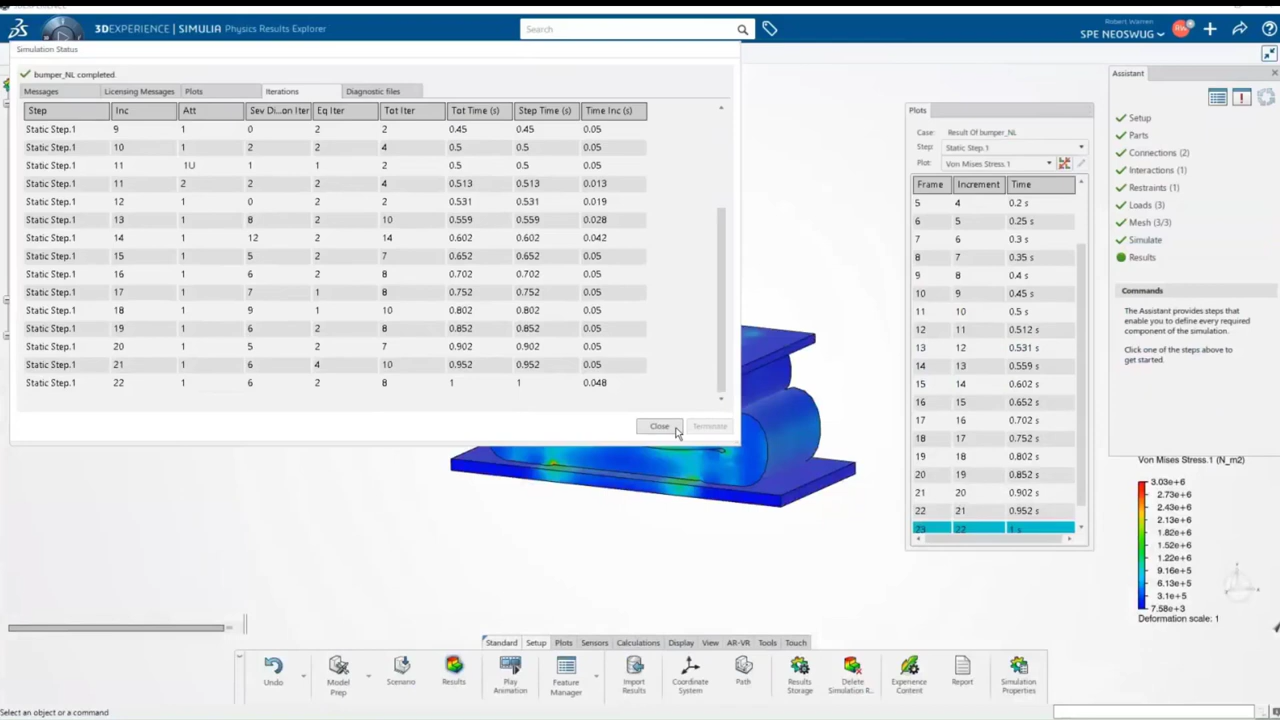 3DEXPERIENCE
3DEXPERIENCE | SIMULIA Physics Results Explorer
Search
Robert Warren
SPE NEOSWUG
RW
Simulation Status
bumper_NL completed.
Messages Licensing Messages Plots Iterations Diagnostic files
Step Inc Att Sev Di...on Iter Eq Iter Tot Iter Tot Time (s) Step Time (s) Time Inc (s)
Static Step.1 9 1 0 2 2 0.45 0.45 0.05
Static Step.1 10 1 2 2 4 0.5 0.5 0.05
Static Step.1 11 1U 1 1 2 0.5 0.5 0.05
Static Step.1 11 2 2 2 4 0.513 0.513 0.013
Static Step.1 12 1 0 2 2 0.531 0.531 0.019
Static Step.1 13 1 8 2 10 0.559 0.559 0.028
Static Step.1 14 1 12 2 14 0.602 0.602 0.042
Static Step.1 15 1 5 2 7 0.652 0.652 0.05
Static Step.1 16 1 6 2 8 0.702 0.702 0.05
Static Step.1 17 1 7 1 8 0.752 0.752 0.05
Static Step.1 18 1 9 1 10 0.802 0.802 0.05
Static Step.1 19 1 6 2 8 0.852 0.852 0.05
Static Step.1 20 1 5 2 7 0.902 0.902 0.05
Static Step.1 21 1 6 4 10 0.952 0.952 0.05
Static Step.1 22 1 6 2 8 1 1 0.048
Close Terminate
Plots
Case: Result Of bumper_NL
Step: Static Step.1
Plot: Von Mises Stress.1
Frame Increment Time
5 4 0.2 s
6 5 0.25 s
7 6 0.3 s
8 7 0.35 s
9 8 0.4 s
10 9 0.45 s
11 10 0.5 s
12 11 0.512 s
13 12 0.531 s
14 13 0.559 s
15 14 0.602 s
16 15 0.652 s
17 16 0.702 s
18 17 0.752 s
19 18 0.802 s
20 19 0.852 s
21 20 0.902 s
22 21 0.952 s
23 22 1 s
Assistant
Setup
Parts
Connections (2)
Interactions (1)
Restraints (1)
Loads (3)
Mesh (3/3)
Simulate
Results
Commands
The Assistant provides steps that
enable you to define every required
component of the simulation.
Click one of the steps above to
get started.
Von Mises Stress.1 (N_m2)
3.03e+6
2.73e+6
2.43e+6
2.13e+6
1.82e+6
1.52e+6
1.22e+6
9.16e+5
6.13e+5
3.1e+5
7.58e+3
Deformation scale: 1
Standard Setup Plots Sensors Calculations Display View AR-VR Tools Touch
Undo
Model
Prep
Scenario
Results
Play
Animation
Feature
Manager
Import
Results
Coordinate
System
Path
Results
Storage
Delete
Simulation R...
Experience
Content
Report
Simulation
Properties
Select an object or a command